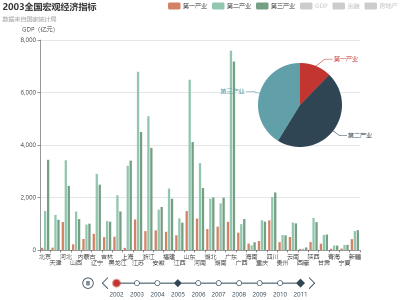 2003全国宏观经济指标
数据来自国家统计局
第一产业 第二产业 第三产业 GDP 金融 房地产
GDP（亿元）
8,000
6,000
4,000
2,000
0
第一产业
第二产业
第三产业
北京 河北 内蒙古 吉林 上海 浙江 福建 山东 湖北 广东 海南 四川 云南 陕西 青海 新疆
天津 山西 辽宁 黑龙江 江苏 安徽 江西 河南 湖南 广西 重庆 贵州 西藏 甘肃 宁夏
2002 2003 2004 2005 2006 2007 2008 2009 2010 2011